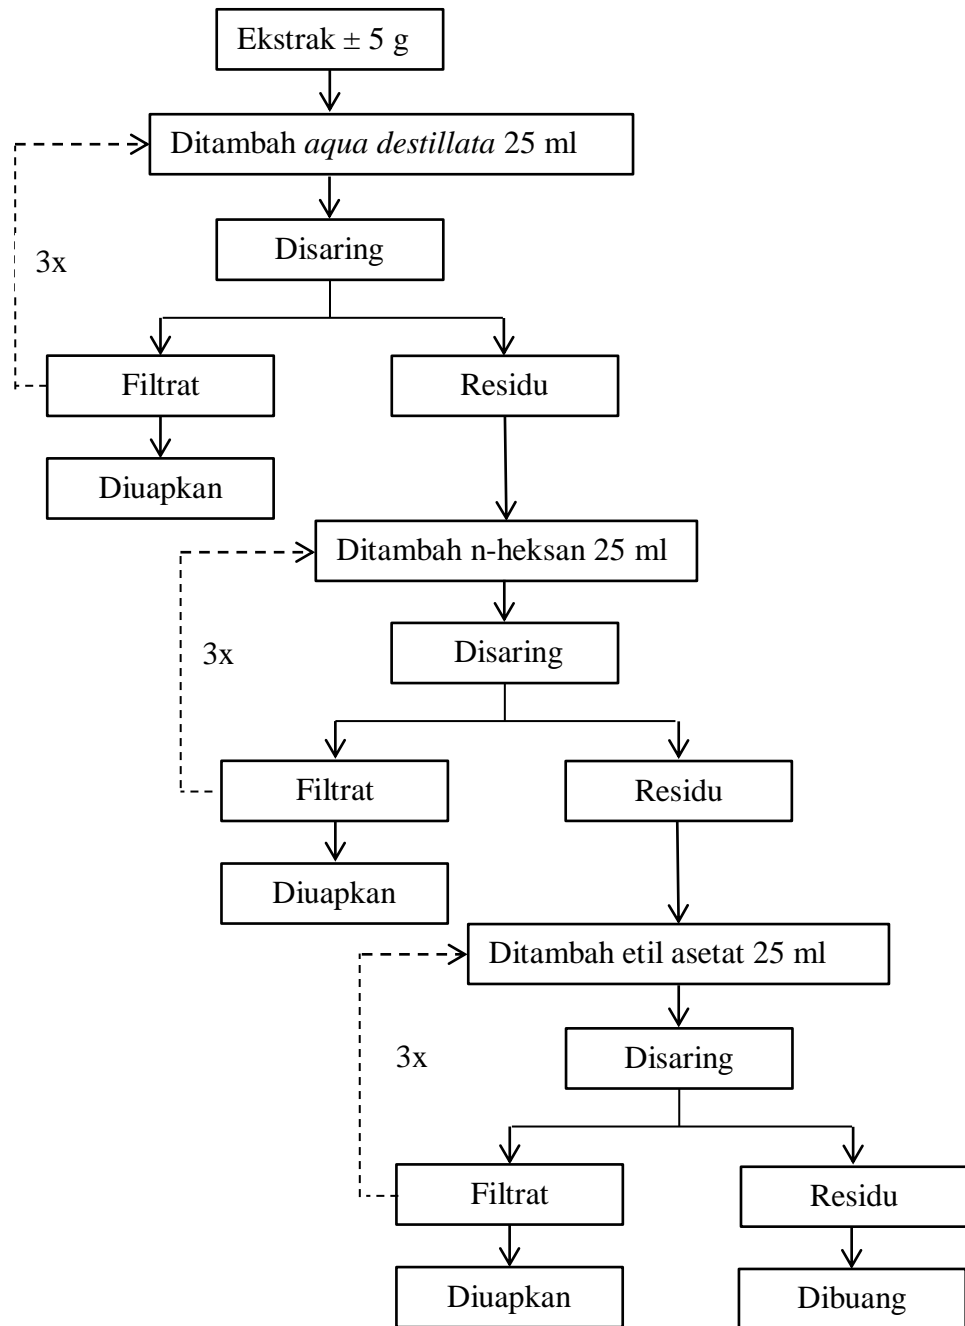 Ekstrak ± 5 g
Ditambah aqua destillata 25 ml
Disaring
3x
Filtrat
Residu
Diuapkan
Ditambah n-heksan 25 ml
Disaring
3x
Filtrat
Residu
Diuapkan
Ditambah etil asetat 25 ml
Disaring
3x
Filtrat
Residu
Diuapkan
Dibuang